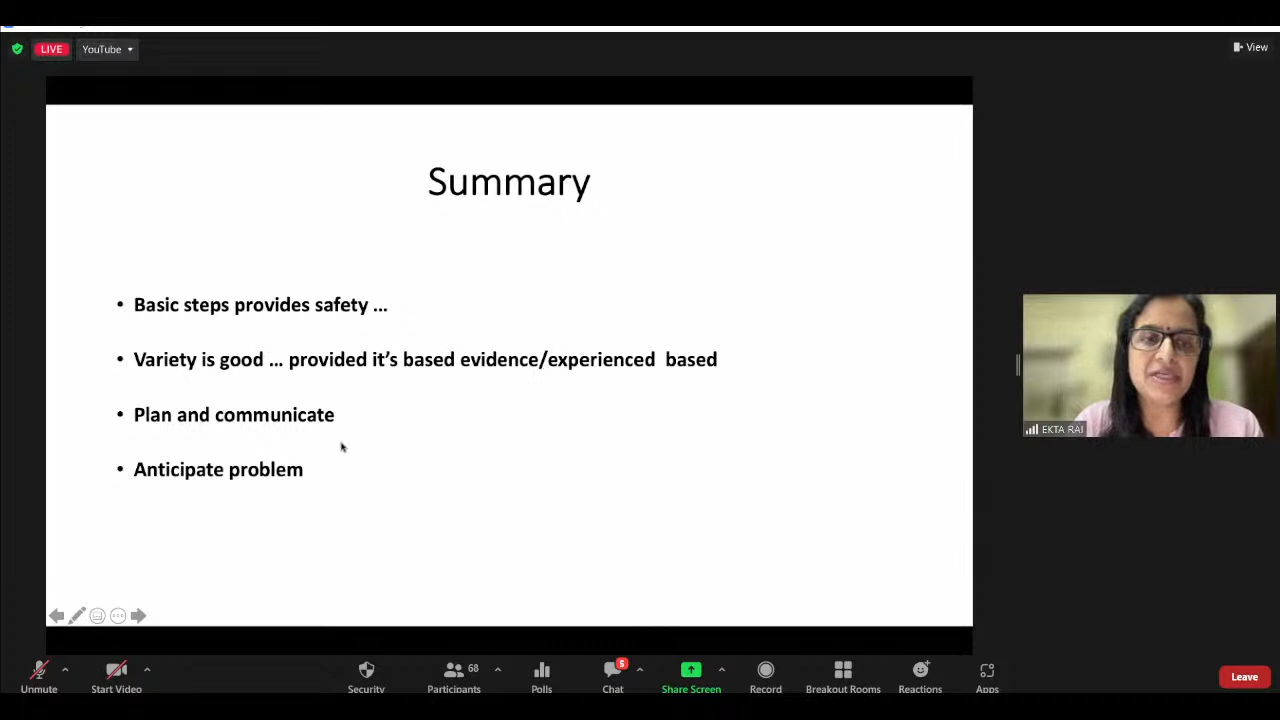 LIVE
YouTube
View
Summary
• Basic steps provides safety ...
• Variety is good ... provided it's based evidence/experienced  based
• Plan and communicate
• Anticipate problem
EKTA RAI
Unmute
Start Video
Security
Participants
68
Polls
Chat
5
Share Screen
Record
Breakout Rooms
Reactions
Apps
Leave